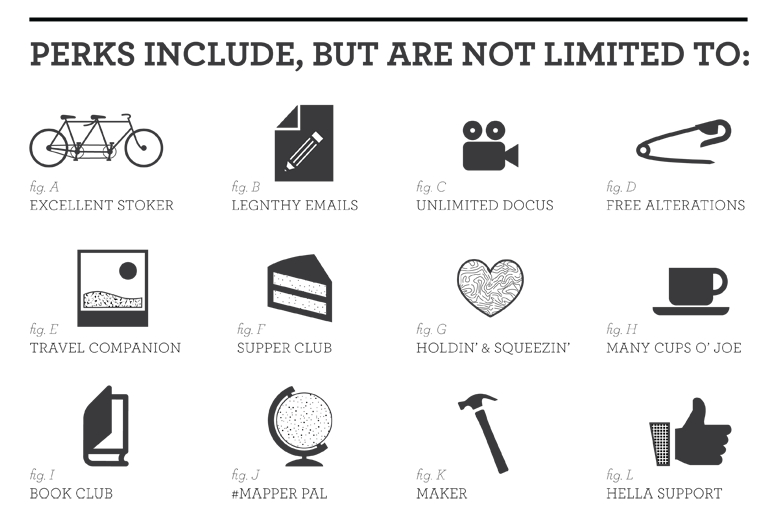 PERKS INCLUDE, BUT ARE NOT LIMITED TO:
fig. A
EXCELLENT STOKER
fig. B
LEGNTHY EMAILS
fig. C
UNLIMITED DOCUS
fig. D
FREE ALTERATIONS
fig. E
TRAVEL COMPANION
fig. F
SUPPER CLUB
fig. G
HOLDIN' & SQUEEZIN'
fig. H
MANY CUPS O' JOE
fig. I
BOOK CLUB
fig. J
#MAPPER PAL
fig. K
MAKER
fig. L
HELLA SUPPORT